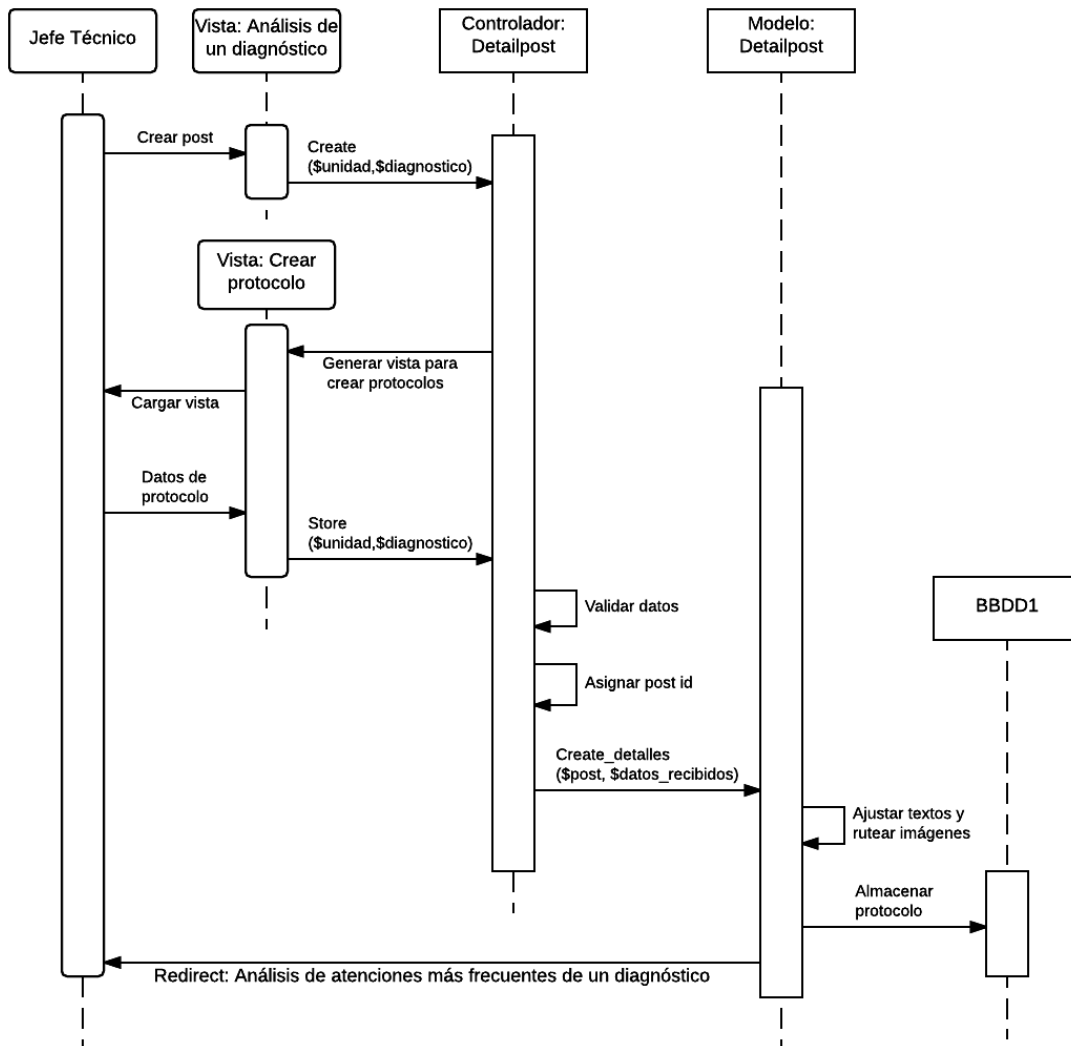 Jefe Técnico
Vista: Análisis de
un diagnóstico
Controlador:
Detailpost
Modelo:
Detailpost
Crear post
Create
($unidad,$diagnostico)
Vista: Crear
protocolo
Generar vista para
crear protocolos
Cargar vista
Datos de
protocolo
Store
($unidad,$diagnostico)
Validar datos
BBDD1
Asignar post id
Create_detalles
($post, $datos_recibidos)
Ajustar textos y
rutear imágenes
Almacenar
protocolo
Redirect: Análisis de atenciones más frecuentes de un diagnóstico